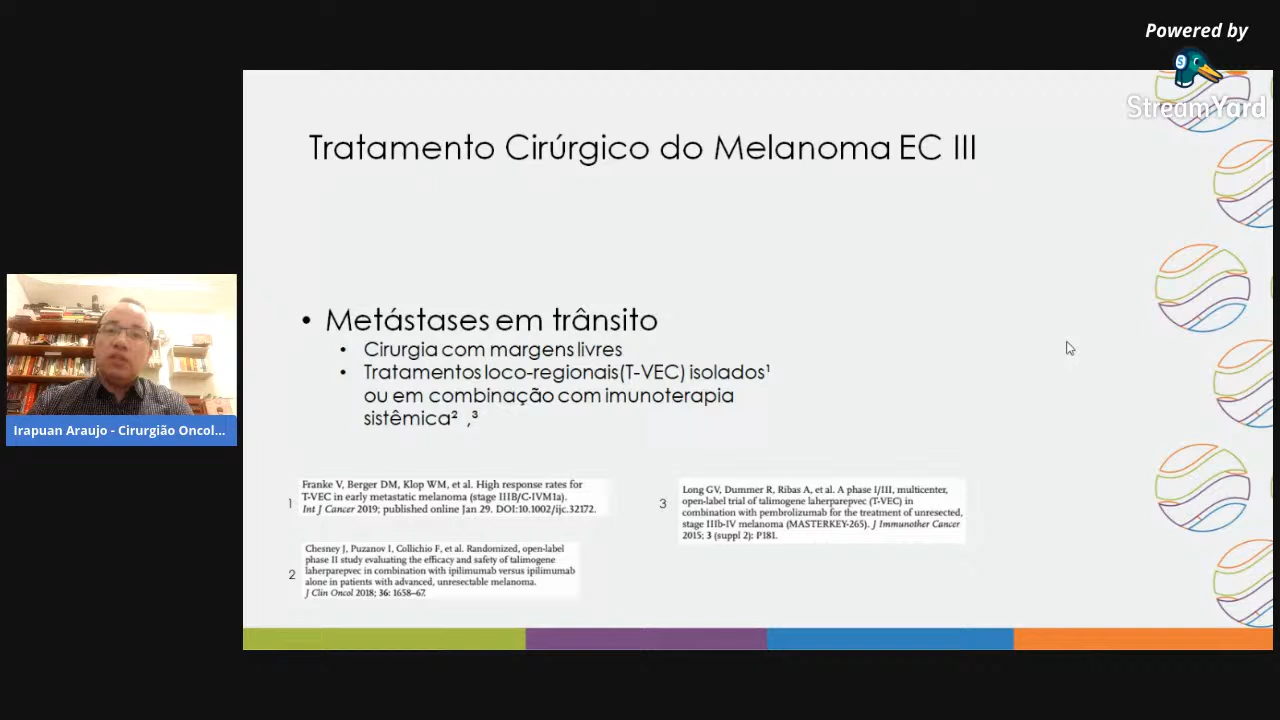 Powered by
StreamYard
Tratamento Cirúrgico do Melanoma EC III
• Metástases em trânsito
• Cirurgia com margens livres
• Tratamentos loco-regionais(T-VEC) isolados¹
ou em combinação com imunoterapia
sistêmica² ,³
1
Franke V, Berger DM, Klop WM, et al. High response rates for
T-VEC in early metastatic melanoma (stage IIIB/C-IVM1a).
Int J Cancer 2019; published online Jan 29. DOI:10.1002/ijc.32172.
2
Chesney J, Puzanov I, Collichio F, et al. Randomized, open-label
phase II study evaluating the efficacy and safety of talimogene
laherparepvec in combination with ipilimumab versus ipilimumab
alone in patients with advanced, unresectable melanoma.
J Clin Oncol 2018; 36: 1658–67.
3
Long GV, Dummer R, Ribas A, et al. A phase I/III, multicenter,
open-label trial of talimogene laherparepvec (T-VEC) in
combination with pembrolizumab for the treatment of unresected,
stage IIIb-IV melanoma (MASTERKEY-265). J Immunother Cancer
2015; 3 (suppl 2): P181.
Irapuan Araujo - Cirurgião Oncol...